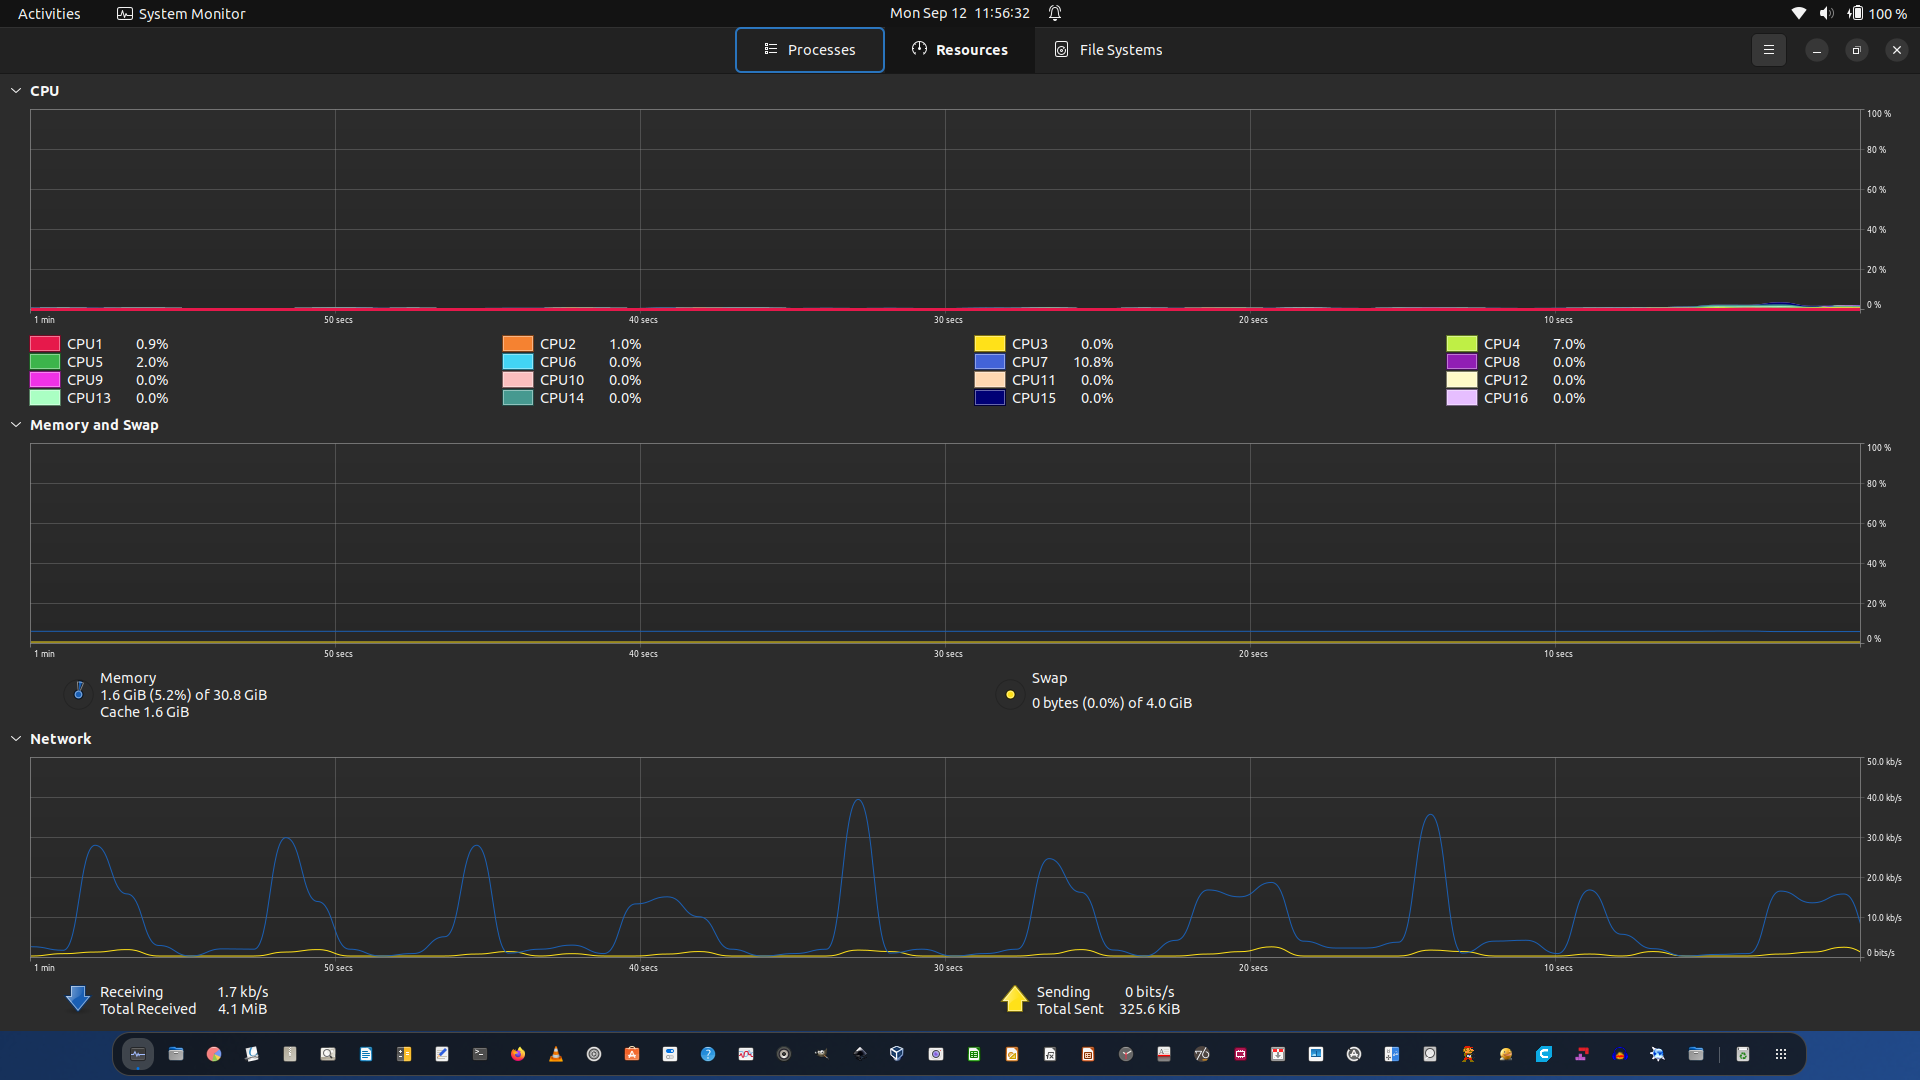 Activities System Monitor Mon Sep 12 11:56:32 100 %
Processes Resources File Systems
CPU
100 %
80 %
60 %
40 %
20 %
0 %
1 min 50 secs 40 secs 30 secs 20 secs 10 secs
CPU1 0.9% CPU2 1.0% CPU3 0.0% CPU4 7.0%
CPU5 2.0% CPU6 0.0% CPU7 10.8% CPU8 0.0%
CPU9 0.0% CPU10 0.0% CPU11 0.0% CPU12 0.0%
CPU13 0.0% CPU14 0.0% CPU15 0.0% CPU16 0.0%
Memory and Swap
100 %
80 %
60 %
40 %
20 %
0 %
1 min 50 secs 40 secs 30 secs 20 secs 10 secs
Memory Swap
1.6 GiB (5.2%) of 30.8 GiB 0 bytes (0.0%) of 4.0 GiB
Cache 1.6 GiB
Network
50.0 kb/s
40.0 kb/s
30.0 kb/s
20.0 kb/s
10.0 kb/s
0 bits/s
1 min 50 secs 40 secs 30 secs 20 secs 10 secs
Receiving 1.7 kb/s Sending 0 bits/s
Total Received 4.1 MiB Total Sent 325.6 KiB
76